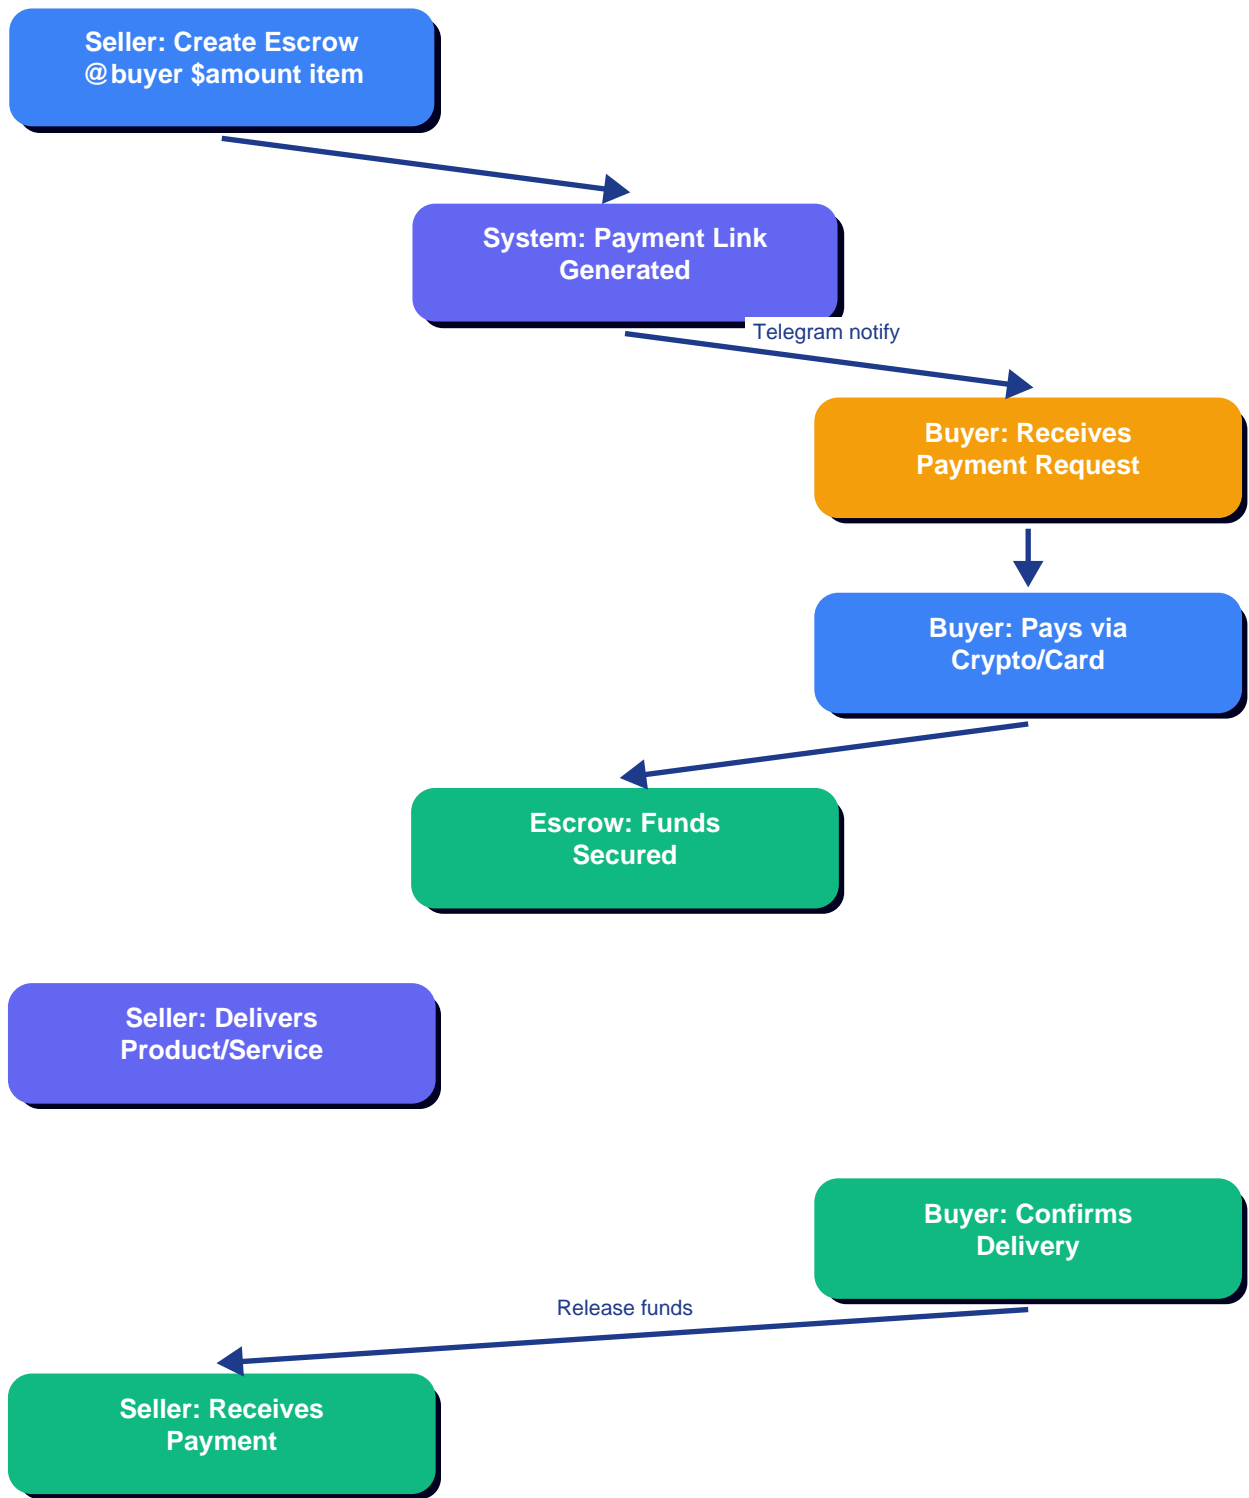 Seller: Create Escrow
@buyer $amount item
System: Payment Link
Generated
Telegram notify
Buyer: Receives
Payment Request
Buyer: Pays via
Crypto/Card
Escrow: Funds
Secured
Seller: Delivers
Product/Service
Buyer: Confirms
Delivery
Release funds
Seller: Receives
Payment